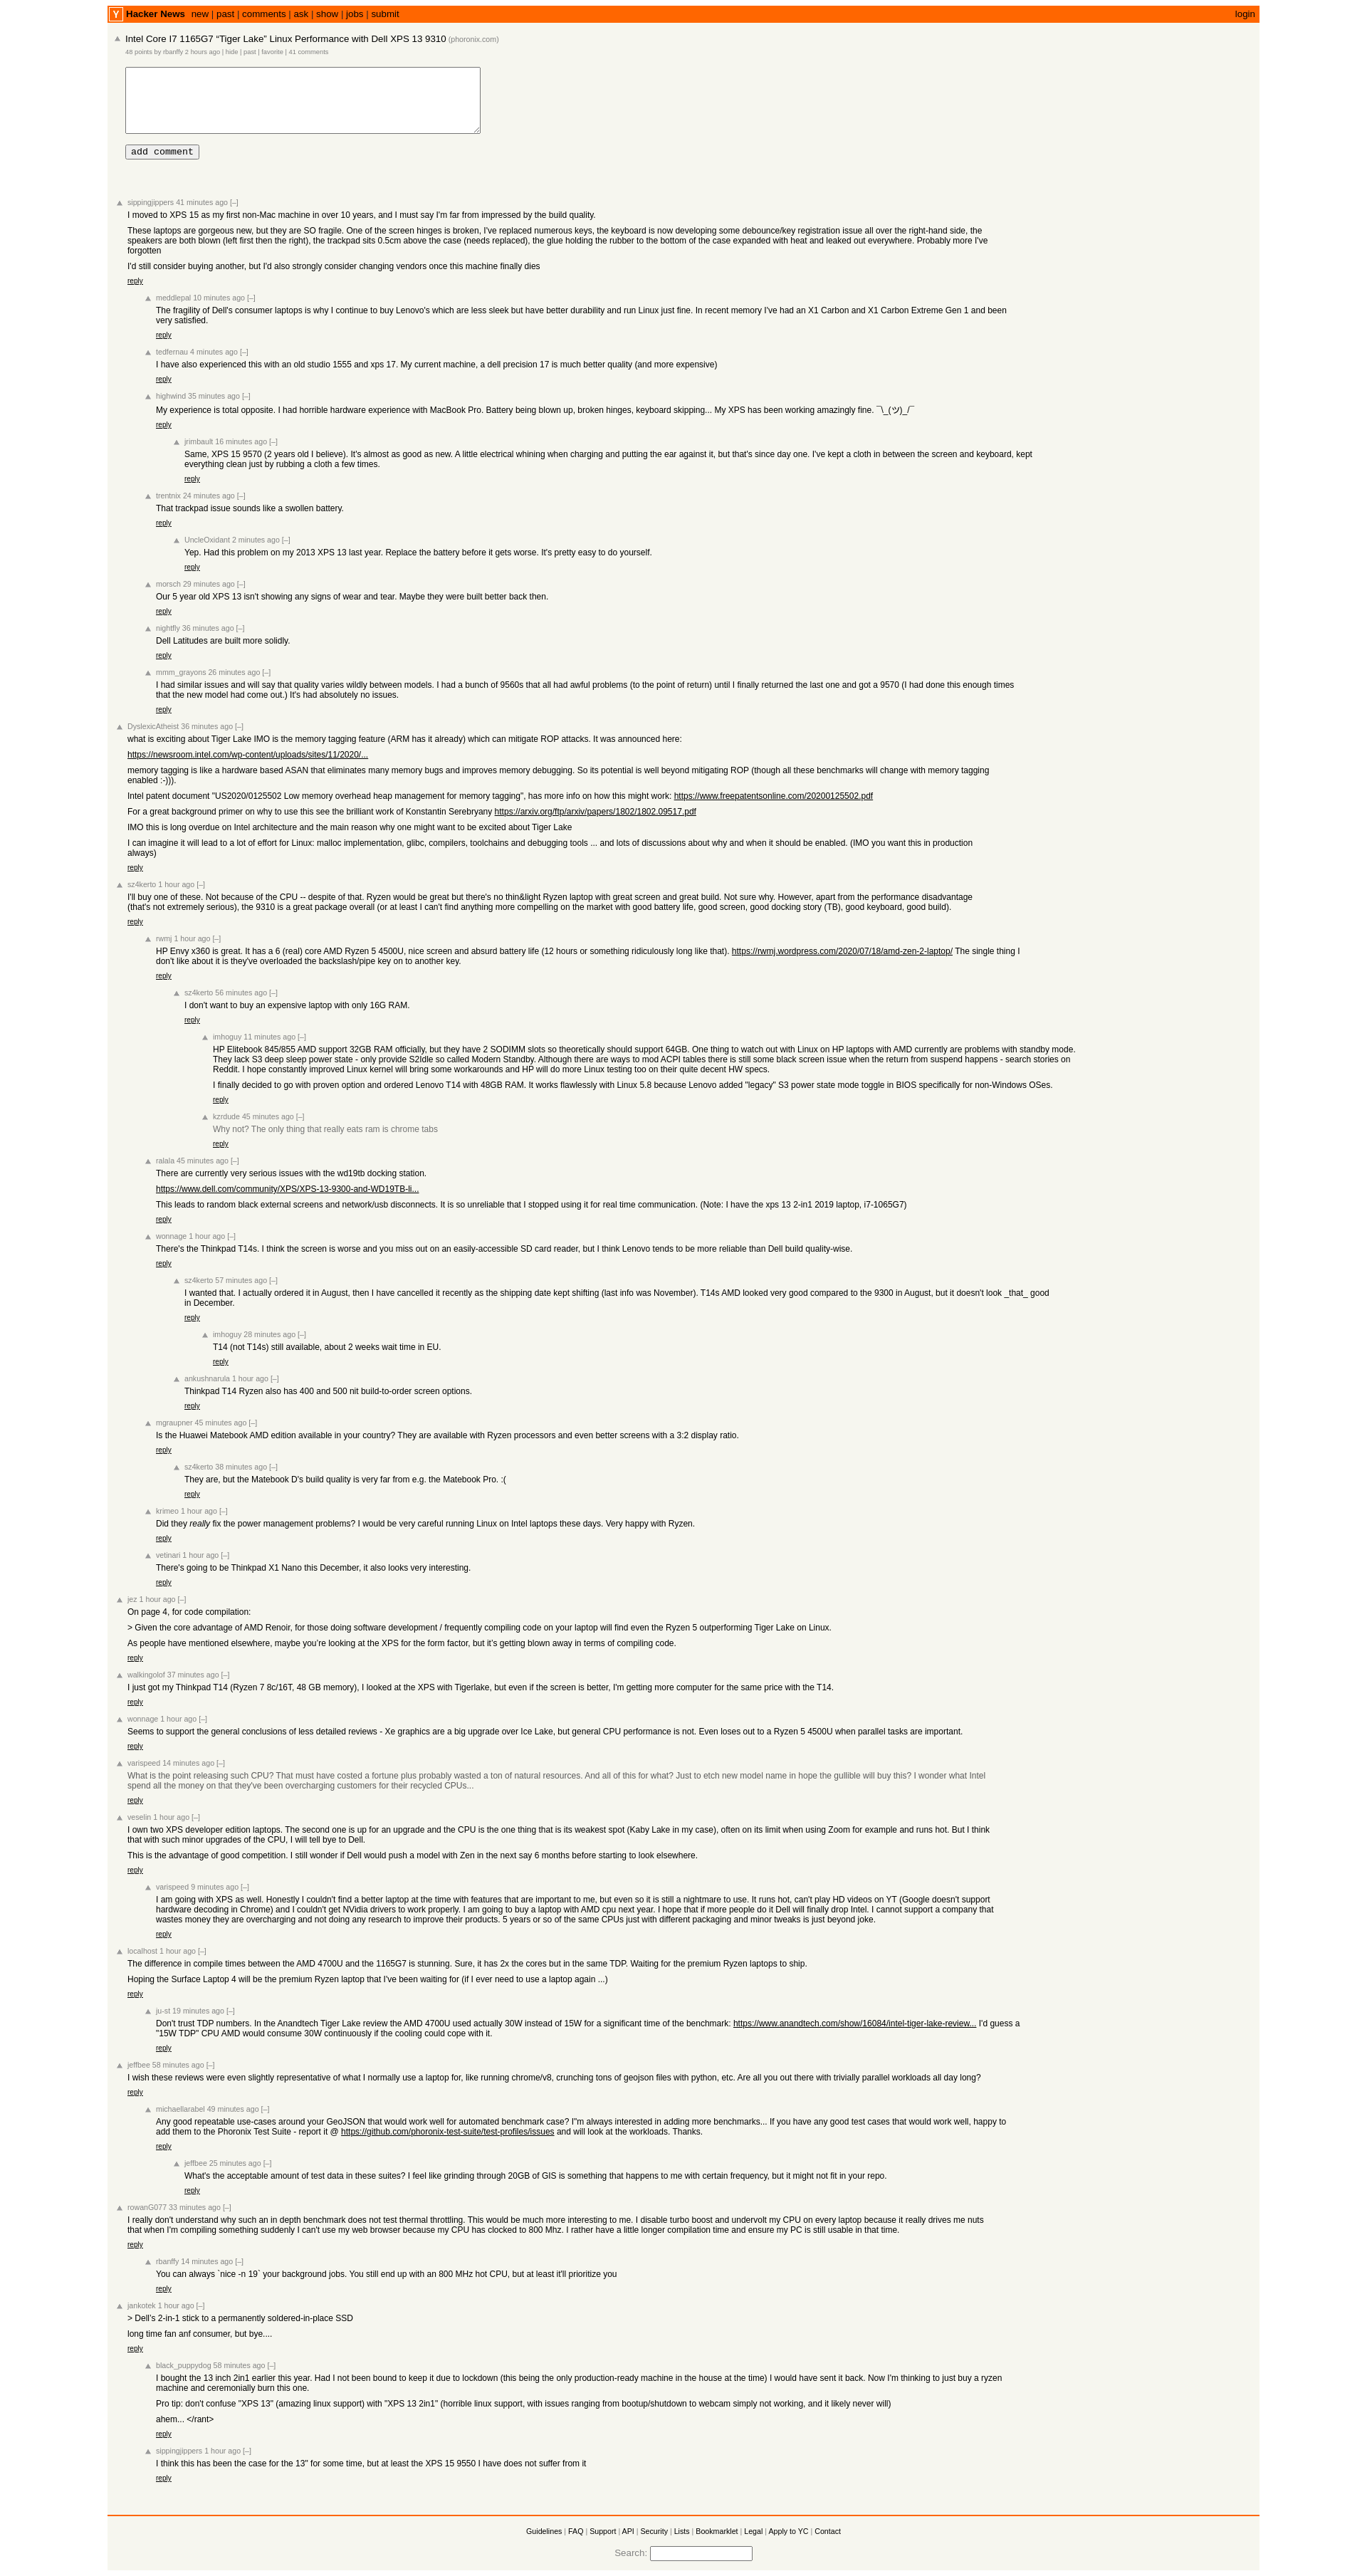 Y Hacker News new | past | comments | ask | show | jobs | submit login
Intel Core I7 1165G7 “Tiger Lake” Linux Performance with Dell XPS 13 9310 (phoronix.com)
48 points by rbanffy 2 hours ago | hide | past | favorite | 41 comments
add comment
sippingjippers 41 minutes ago [–]
I moved to XPS 15 as my first non-Mac machine in over 10 years, and I must say I'm far from impressed by the build quality.
These laptops are gorgeous new, but they are SO fragile. One of the screen hinges is broken, I've replaced numerous keys, the keyboard is now developing some debounce/key registration issue all over the right-hand side, the
speakers are both blown (left first then the right), the trackpad sits 0.5cm above the case (needs replaced), the glue holding the rubber to the bottom of the case expanded with heat and leaked out everywhere. Probably more I've
forgotten
I'd still consider buying another, but I'd also strongly consider changing vendors once this machine finally dies
reply
meddlepal 10 minutes ago [–]
The fragility of Dell's consumer laptops is why I continue to buy Lenovo's which are less sleek but have better durability and run Linux just fine. In recent memory I've had an X1 Carbon and X1 Carbon Extreme Gen 1 and been
very satisfied.
reply
tedfernau 4 minutes ago [–]
I have also experienced this with an old studio 1555 and xps 17. My current machine, a dell precision 17 is much better quality (and more expensive)
reply
highwind 35 minutes ago [–]
My experience is total opposite. I had horrible hardware experience with MacBook Pro. Battery being blown up, broken hinges, keyboard skipping... My XPS has been working amazingly fine. ¯\_(ツ)_/¯
reply
jrimbault 16 minutes ago [–]
Same, XPS 15 9570 (2 years old I believe). It's almost as good as new. A little electrical whining when charging and putting the ear against it, but that's since day one. I've kept a cloth in between the screen and keyboard, kept
everything clean just by rubbing a cloth a few times.
reply
trentnix 24 minutes ago [–]
That trackpad issue sounds like a swollen battery.
reply
UncleOxidant 2 minutes ago [–]
Yep. Had this problem on my 2013 XPS 13 last year. Replace the battery before it gets worse. It's pretty easy to do yourself.
reply
morsch 29 minutes ago [–]
Our 5 year old XPS 13 isn't showing any signs of wear and tear. Maybe they were built better back then.
reply
nightfly 36 minutes ago [–]
Dell Latitudes are built more solidly.
reply
mmm_grayons 26 minutes ago [–]
I had similar issues and will say that quality varies wildly between models. I had a bunch of 9560s that all had awful problems (to the point of return) until I finally returned the last one and got a 9570 (I had done this enough times
that the new model had come out.) It's had absolutely no issues.
reply
DyslexicAtheist 36 minutes ago [–]
what is exciting about Tiger Lake IMO is the memory tagging feature (ARM has it already) which can mitigate ROP attacks. It was announced here:
https://newsroom.intel.com/wp-content/uploads/sites/11/2020/...
memory tagging is like a hardware based ASAN that eliminates many memory bugs and improves memory debugging. So its potential is well beyond mitigating ROP (though all these benchmarks will change with memory tagging
enabled :-))).
Intel patent document "US2020/0125502 Low memory overhead heap management for memory tagging", has more info on how this might work: https://www.freepatentsonline.com/20200125502.pdf
For a great background primer on why to use this see the brilliant work of Konstantin Serebryany https://arxiv.org/ftp/arxiv/papers/1802/1802.09517.pdf
IMO this is long overdue on Intel architecture and the main reason why one might want to be excited about Tiger Lake
I can imagine it will lead to a lot of effort for Linux: malloc implementation, glibc, compilers, toolchains and debugging tools ... and lots of discussions about why and when it should be enabled. (IMO you want this in production
always)
reply
sz4kerto 1 hour ago [–]
I'll buy one of these. Not because of the CPU -- despite of that. Ryzen would be great but there's no thin&light Ryzen laptop with great screen and great build. Not sure why. However, apart from the performance disadvantage
(that's not extremely serious), the 9310 is a great package overall (or at least I can't find anything more compelling on the market with good battery life, good screen, good docking story (TB), good keyboard, good build).
reply
rwmj 1 hour ago [–]
HP Envy x360 is great. It has a 6 (real) core AMD Ryzen 5 4500U, nice screen and absurd battery life (12 hours or something ridiculously long like that). https://rwmj.wordpress.com/2020/07/18/amd-zen-2-laptop/ The single thing I
don't like about it is they've overloaded the backslash/pipe key on to another key.
reply
sz4kerto 56 minutes ago [–]
I don't want to buy an expensive laptop with only 16G RAM.
reply
imhoguy 11 minutes ago [–]
HP Elitebook 845/855 AMD support 32GB RAM officially, but they have 2 SODIMM slots so theoretically should support 64GB. One thing to watch out with Linux on HP laptops with AMD currently are problems with standby mode.
They lack S3 deep sleep power state - only provide S2Idle so called Modern Standby. Although there are ways to mod ACPI tables there is still some black screen issue when the return from suspend happens - search stories on
Reddit. I hope constantly improved Linux kernel will bring some workarounds and HP will do more Linux testing too on their quite decent HW specs.
I finally decided to go with proven option and ordered Lenovo T14 with 48GB RAM. It works flawlessly with Linux 5.8 because Lenovo added "legacy" S3 power state mode toggle in BIOS specifically for non-Windows OSes.
reply
kzrdude 45 minutes ago [–]
Why not? The only thing that really eats ram is chrome tabs
reply
ralala 45 minutes ago [–]
There are currently very serious issues with the wd19tb docking station.
https://www.dell.com/community/XPS/XPS-13-9300-and-WD19TB-li...
This leads to random black external screens and network/usb disconnects. It is so unreliable that I stopped using it for real time communication. (Note: I have the xps 13 2-in1 2019 laptop, i7-1065G7)
reply
wonnage 1 hour ago [–]
There's the Thinkpad T14s. I think the screen is worse and you miss out on an easily-accessible SD card reader, but I think Lenovo tends to be more reliable than Dell build quality-wise.
reply
sz4kerto 57 minutes ago [–]
I wanted that. I actually ordered it in August, then I have cancelled it recently as the shipping date kept shifting (last info was November). T14s AMD looked very good compared to the 9300 in August, but it doesn't look _that_ good
in December.
reply
imhoguy 28 minutes ago [–]
T14 (not T14s) still available, about 2 weeks wait time in EU.
reply
ankushnarula 1 hour ago [–]
Thinkpad T14 Ryzen also has 400 and 500 nit build-to-order screen options.
reply
mgraupner 45 minutes ago [–]
Is the Huawei Matebook AMD edition available in your country? They are available with Ryzen processors and even better screens with a 3:2 display ratio.
reply
sz4kerto 38 minutes ago [–]
They are, but the Matebook D's build quality is very far from e.g. the Matebook Pro. :(
reply
krimeo 1 hour ago [–]
Did they really fix the power management problems? I would be very careful running Linux on Intel laptops these days. Very happy with Ryzen.
reply
vetinari 1 hour ago [–]
There's going to be Thinkpad X1 Nano this December, it also looks very interesting.
reply
jez 1 hour ago [–]
On page 4, for code compilation:
> Given the core advantage of AMD Renoir, for those doing software development / frequently compiling code on your laptop will find even the Ryzen 5 outperforming Tiger Lake on Linux.
As people have mentioned elsewhere, maybe you’re looking at the XPS for the form factor, but it’s getting blown away in terms of compiling code.
reply
walkingolof 37 minutes ago [–]
I just got my Thinkpad T14 (Ryzen 7 8c/16T, 48 GB memory), I looked at the XPS with Tigerlake, but even if the screen is better, I'm getting more computer for the same price with the T14.
reply
wonnage 1 hour ago [–]
Seems to support the general conclusions of less detailed reviews - Xe graphics are a big upgrade over Ice Lake, but general CPU performance is not. Even loses out to a Ryzen 5 4500U when parallel tasks are important.
reply
varispeed 14 minutes ago [–]
What is the point releasing such CPU? That must have costed a fortune plus probably wasted a ton of natural resources. And all of this for what? Just to etch new model name in hope the gullible will buy this? I wonder what Intel
spend all the money on that they've been overcharging customers for their recycled CPUs...
reply
veselin 1 hour ago [–]
I own two XPS developer edition laptops. The second one is up for an upgrade and the CPU is the one thing that is its weakest spot (Kaby Lake in my case), often on its limit when using Zoom for example and runs hot. But I think
that with such minor upgrades of the CPU, I will tell bye to Dell.
This is the advantage of good competition. I still wonder if Dell would push a model with Zen in the next say 6 months before starting to look elsewhere.
reply
varispeed 9 minutes ago [–]
I am going with XPS as well. Honestly I couldn't find a better laptop at the time with features that are important to me, but even so it is still a nightmare to use. It runs hot, can't play HD videos on YT (Google doesn't support
hardware decoding in Chrome) and I couldn't get NVidia drivers to work properly. I am going to buy a laptop with AMD cpu next year. I hope that if more people do it Dell will finally drop Intel. I cannot support a company that
wastes money they are overcharging and not doing any research to improve their products. 5 years or so of the same CPUs just with different packaging and minor tweaks is just beyond joke.
reply
localhost 1 hour ago [–]
The difference in compile times between the AMD 4700U and the 1165G7 is stunning. Sure, it has 2x the cores but in the same TDP. Waiting for the premium Ryzen laptops to ship.
Hoping the Surface Laptop 4 will be the premium Ryzen laptop that I've been waiting for (if I ever need to use a laptop again ...)
reply
ju-st 19 minutes ago [–]
Don't trust TDP numbers. In the Anandtech Tiger Lake review the AMD 4700U used actually 30W instead of 15W for a significant time of the benchmark: https://www.anandtech.com/show/16084/intel-tiger-lake-review... I'd guess a
"15W TDP" CPU AMD would consume 30W continuously if the cooling could cope with it.
reply
jeffbee 58 minutes ago [–]
I wish these reviews were even slightly representative of what I normally use a laptop for, like running chrome/v8, crunching tons of geojson files with python, etc. Are all you out there with trivially parallel workloads all day long?
reply
michaellarabel 49 minutes ago [–]
Any good repeatable use-cases around your GeoJSON that would work well for automated benchmark case? I"m always interested in adding more benchmarks... If you have any good test cases that would work well, happy to
add them to the Phoronix Test Suite - report it @ https://github.com/phoronix-test-suite/test-profiles/issues and will look at the workloads. Thanks.
reply
jeffbee 25 minutes ago [–]
What's the acceptable amount of test data in these suites? I feel like grinding through 20GB of GIS is something that happens to me with certain frequency, but it might not fit in your repo.
reply
rowanG077 33 minutes ago [–]
I really don't understand why such an in depth benchmark does not test thermal throttling. This would be much more interesting to me. I disable turbo boost and undervolt my CPU on every laptop because it really drives me nuts
that when I'm compiling something suddenly I can't use my web browser because my CPU has clocked to 800 Mhz. I rather have a little longer compilation time and ensure my PC is still usable in that time.
reply
rbanffy 14 minutes ago [–]
You can always `nice -n 19` your background jobs. You still end up with an 800 MHz hot CPU, but at least it'll prioritize you
reply
jankotek 1 hour ago [–]
> Dell's 2-in-1 stick to a permanently soldered-in-place SSD
long time fan anf consumer, but bye....
reply
black_puppydog 58 minutes ago [–]
I bought the 13 inch 2in1 earlier this year. Had I not been bound to keep it due to lockdown (this being the only production-ready machine in the house at the time) I would have sent it back. Now I'm thinking to just buy a ryzen
machine and ceremonially burn this one.
Pro tip: don't confuse "XPS 13" (amazing linux support) with "XPS 13 2in1" (horrible linux support, with issues ranging from bootup/shutdown to webcam simply not working, and it likely never will)
ahem... </rant>
reply
sippingjippers 1 hour ago [–]
I think this has been the case for the 13" for some time, but at least the XPS 15 9550 I have does not suffer from it
reply
Guidelines | FAQ | Support | API | Security | Lists | Bookmarklet | Legal | Apply to YC | Contact
Search: